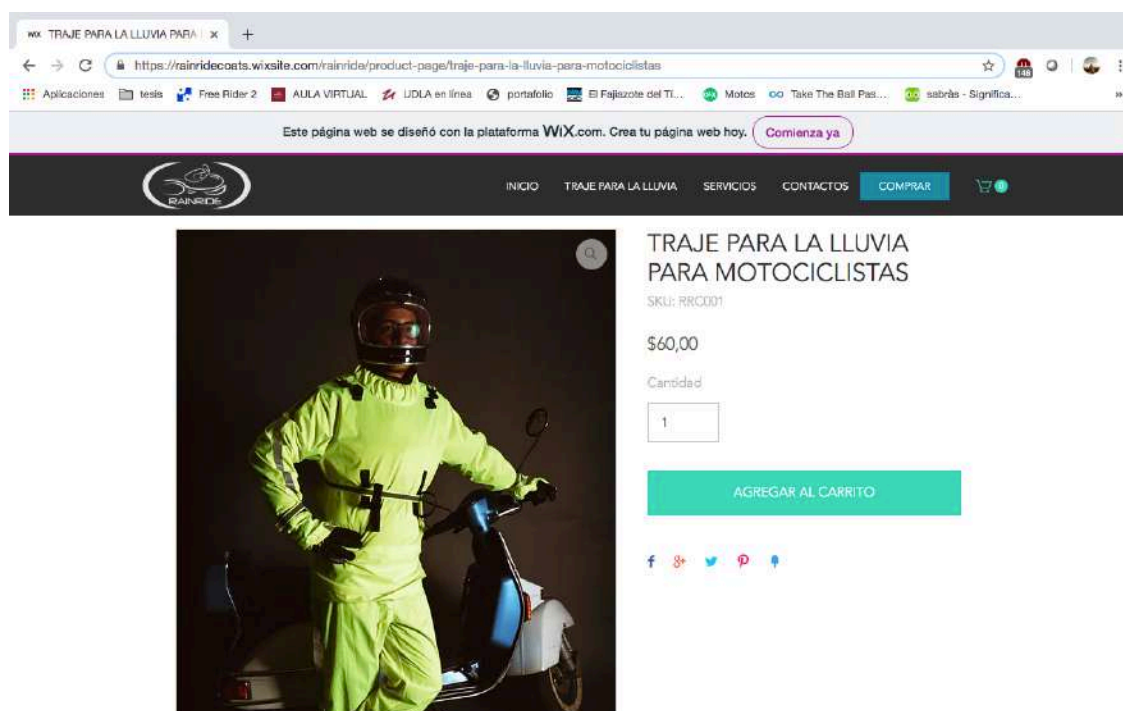 WIX TRAJE PARA LA LLUVIA PARA
https://rainridecoats.wixsite.com/rainride/product-page/traje-para-la-lluvia-para-motociclistas
148
Aplicaciones tesis Free Rider 2 AULA VIRTUAL UDLA en línea portafolio El Fajiazote del Ti... Motos Take The Ball Pas... sabràs - Significa...
Este página web se diseñó con la plataforma WiX.com. Crea tu página web hoy. Comienza ya
RAINRIDE
INICIO TRAJE PARA LA LLUVIA SERVICIOS CONTACTOS COMPRAR 0
TRAJE PARA LA LLUVIA
PARA MOTOCICLISTAS
SKU: RRC001
$60,00
Cantidad
1
AGREGAR AL CARRITO